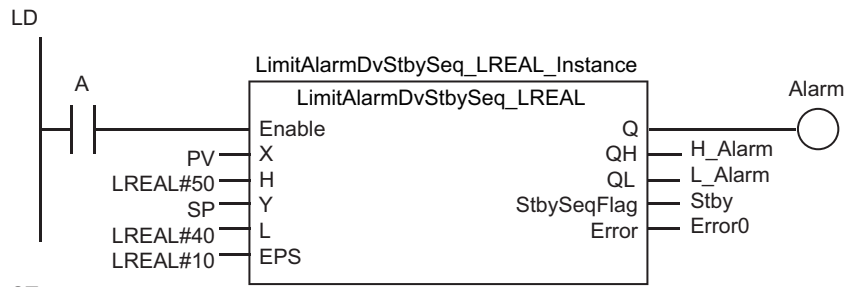 LD
LimitAlarmDvStbySeq_LREAL_Instance
A
LimitAlarmDvStbySeq_LREAL
Alarm
Enable Q
PV X QH H_Alarm
LREAL#50 H QL L_Alarm
SP Y StbySeqFlag Stby
LREAL#40 L Error Error0
LREAL#10 EPS